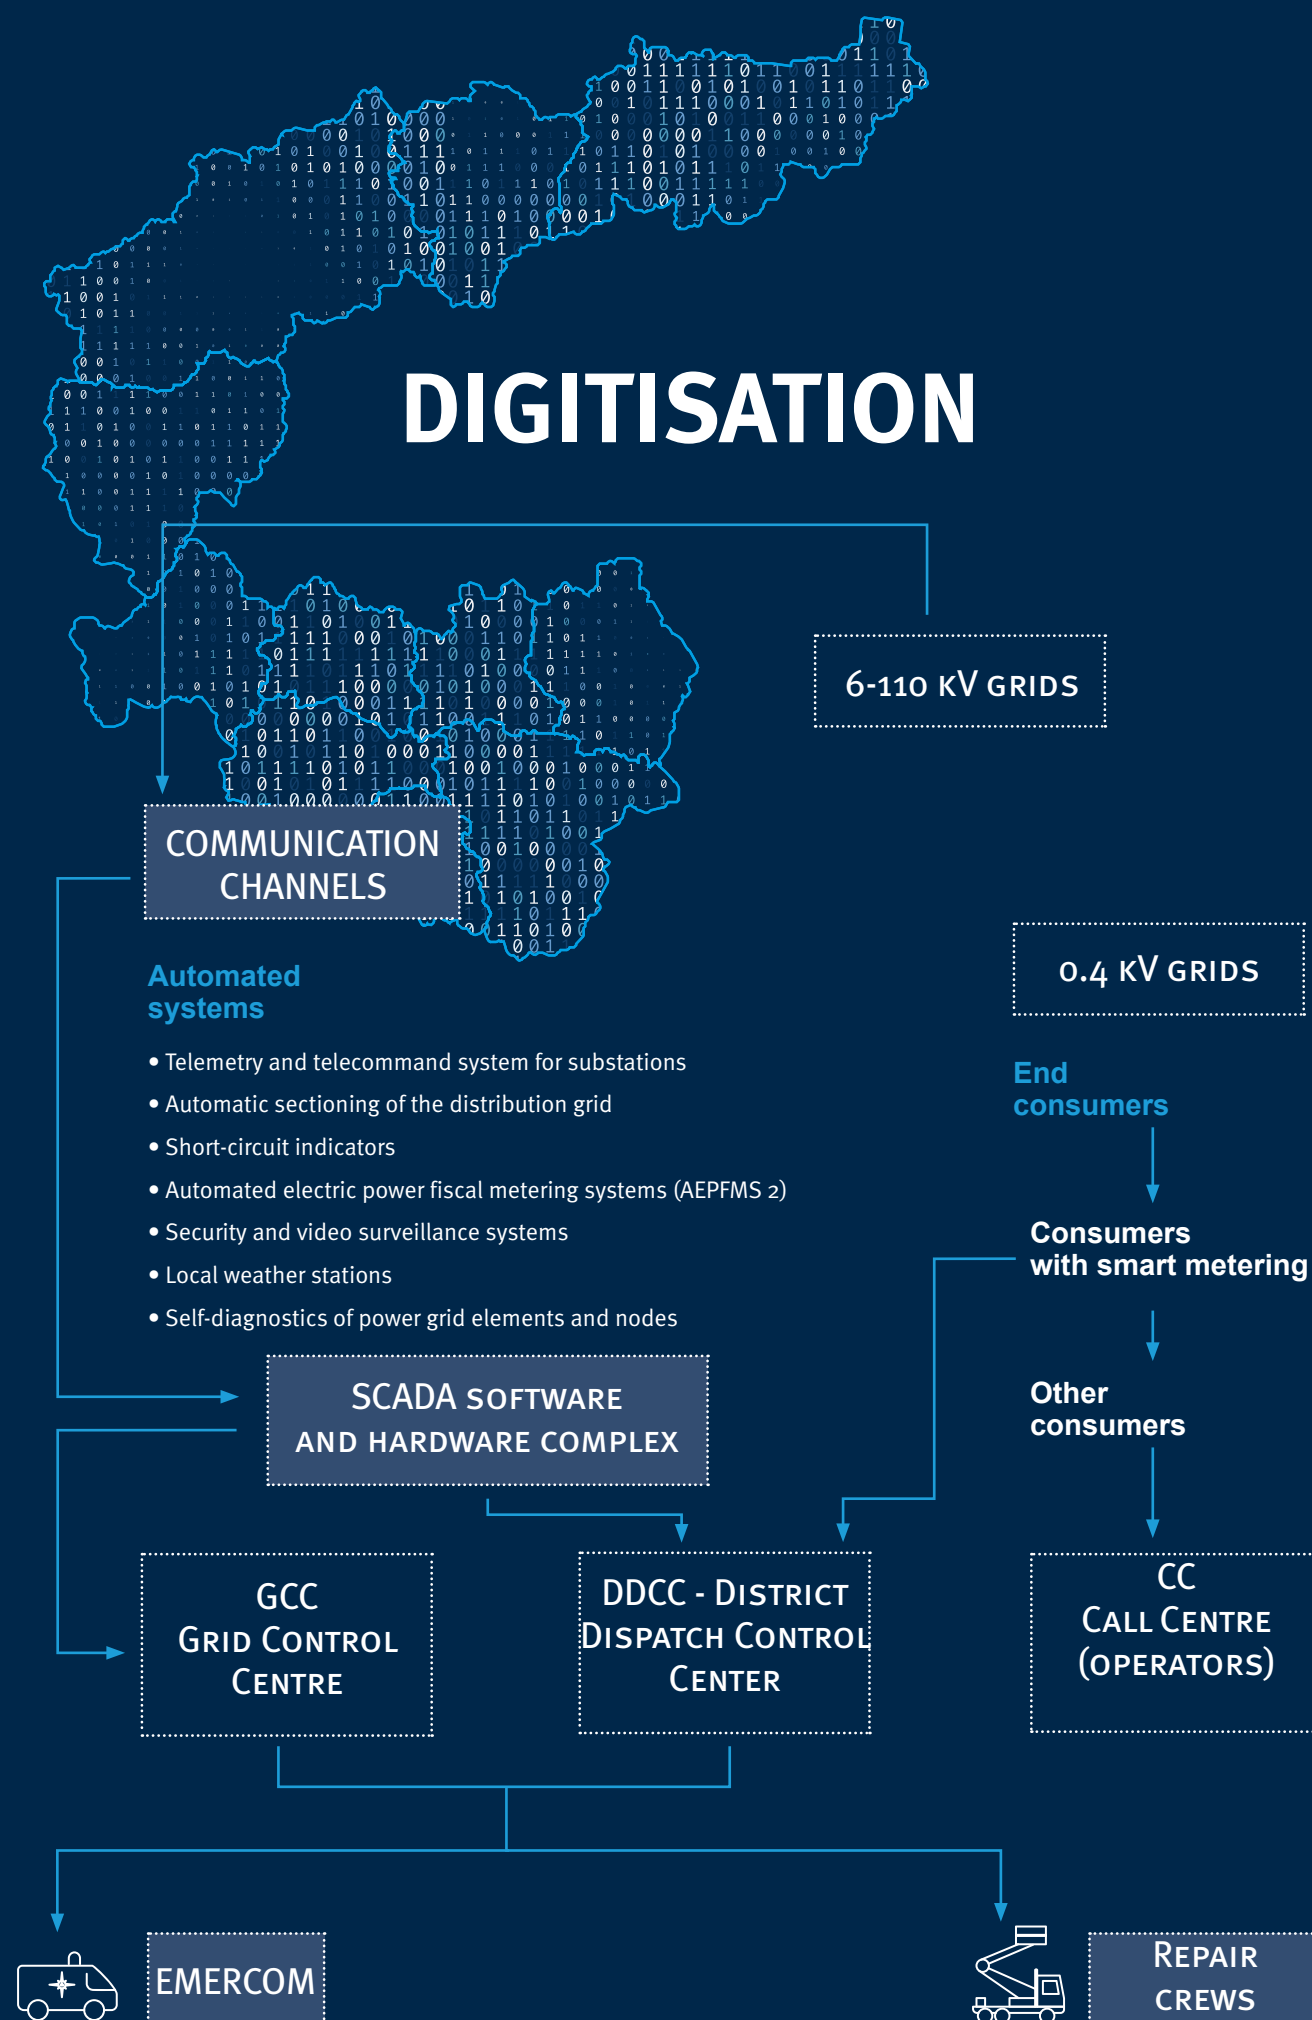 DIGITISATION
6-110 kV grids
COMMUNICATION
CHANNELS
0.4 kV grids
Automated
systems
• Telemetry and telecommand system for substations
• Automatic sectioning of the distribution grid
• Short-circuit indicators
• Automated electric power fiscal metering systems (AEPFMS 2)
• Security and video surveillance systems
• Local weather stations
• Self-diagnostics of power grid elements and nodes
End
consumers
Consumers
with smart metering
Other
consumers
SCADA software
and hardware complex
GCC
Grid Control
Centre
DDCC - District
Dispatch Control
Center
CC
Call Centre
(operators)
EMERCOM
Repair
crews